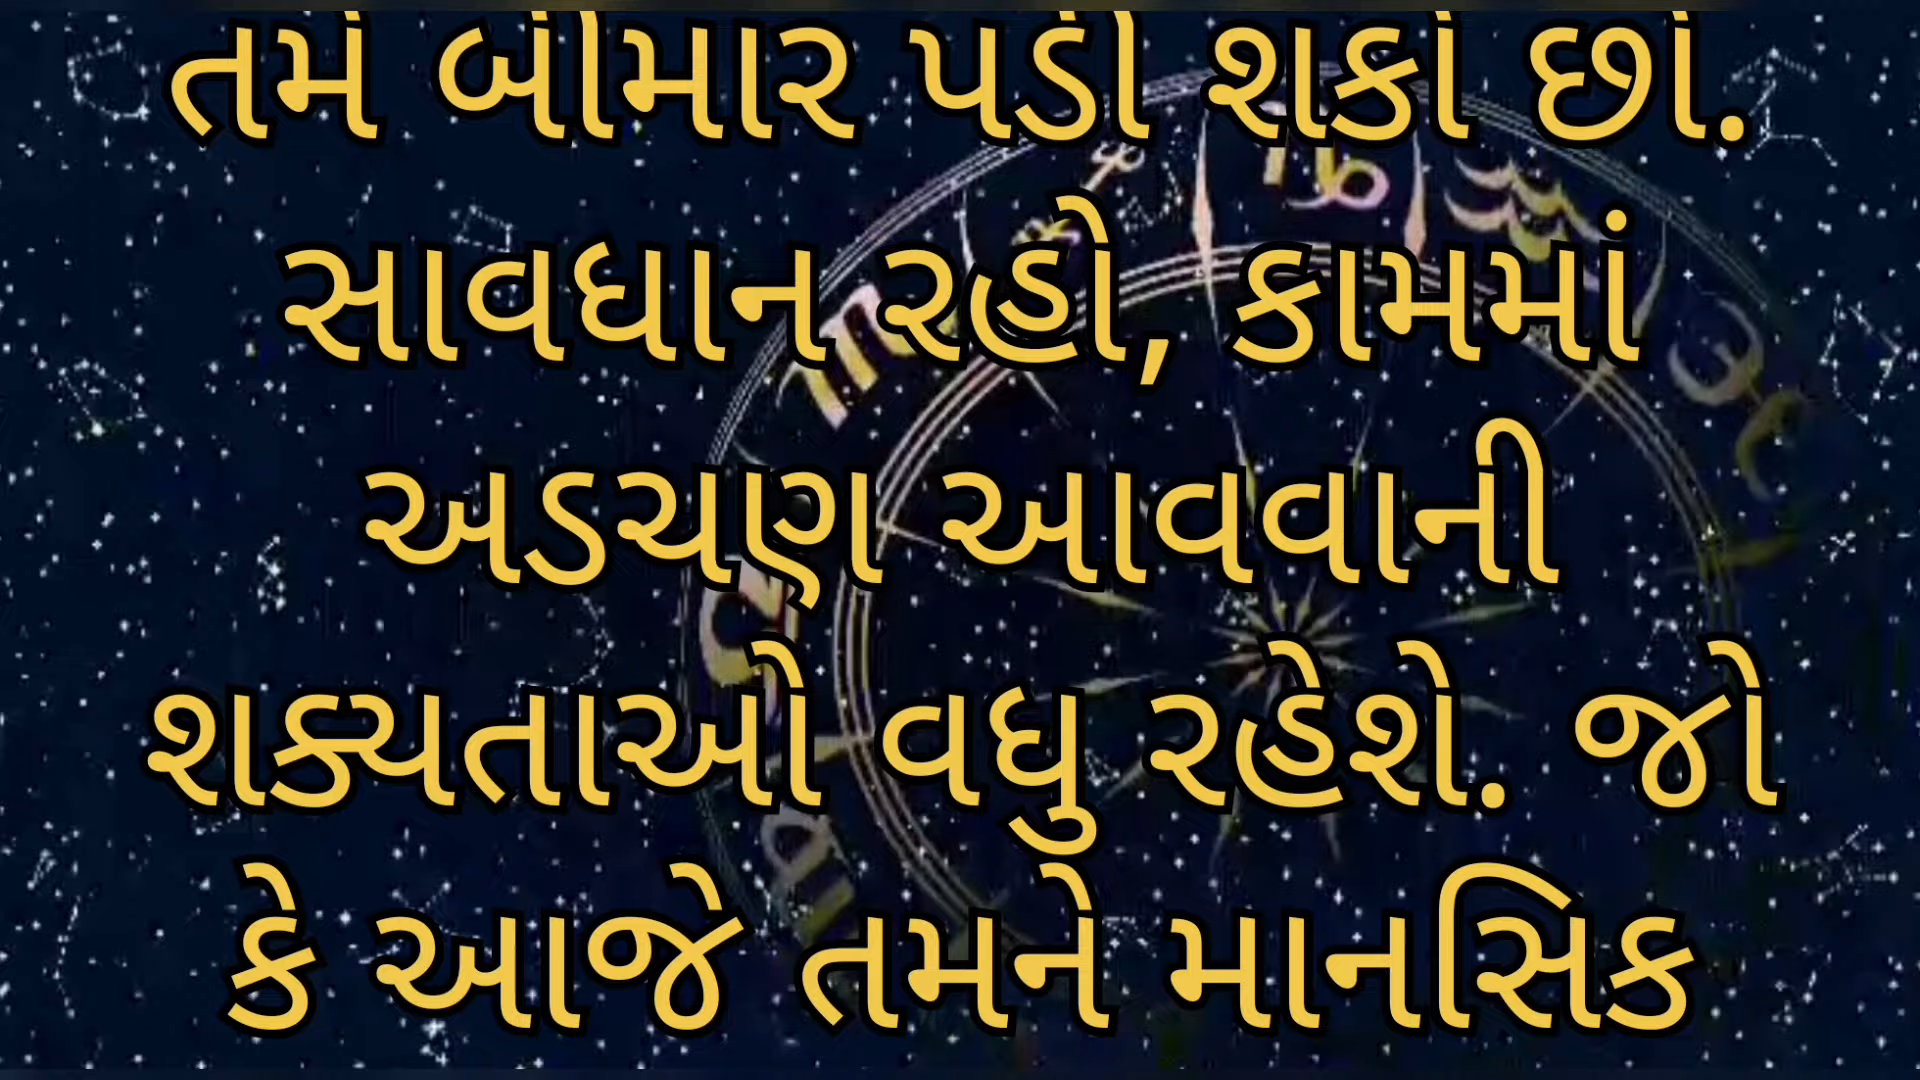 તમે બીમાર પડી શકો છો.
સાવધાન રહો, કામમાં
અડચણ આવવાની
શક્યતાઓ વધુ રહેશે. જો
કે આજે તમને માનસિક